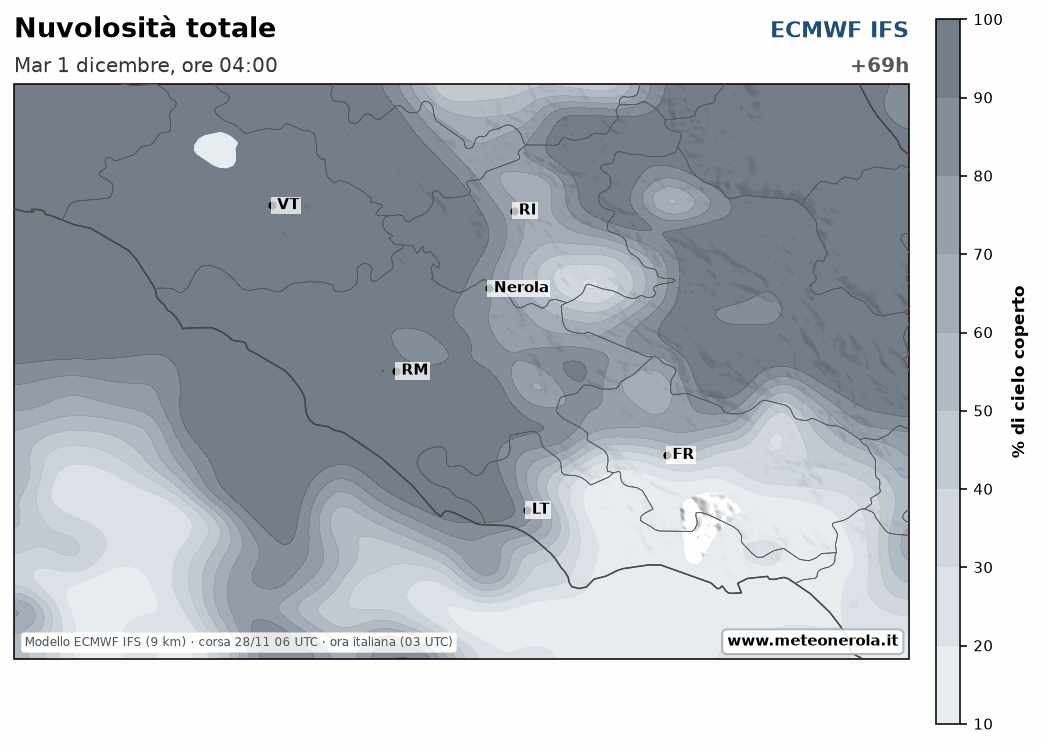 Nuvolosità totale
ECMWF IFS
Mar 1 dicembre, ore 04:00
+69h
100
90
80
70
60
50
40
30
20
10
% di cielo coperto
VT
RI
Nerola
RM
FR
LT
Modello ECMWF IFS (9 km) · corsa 28/11 06 UTC · ora italiana (03 UTC)
www.meteonerola.it